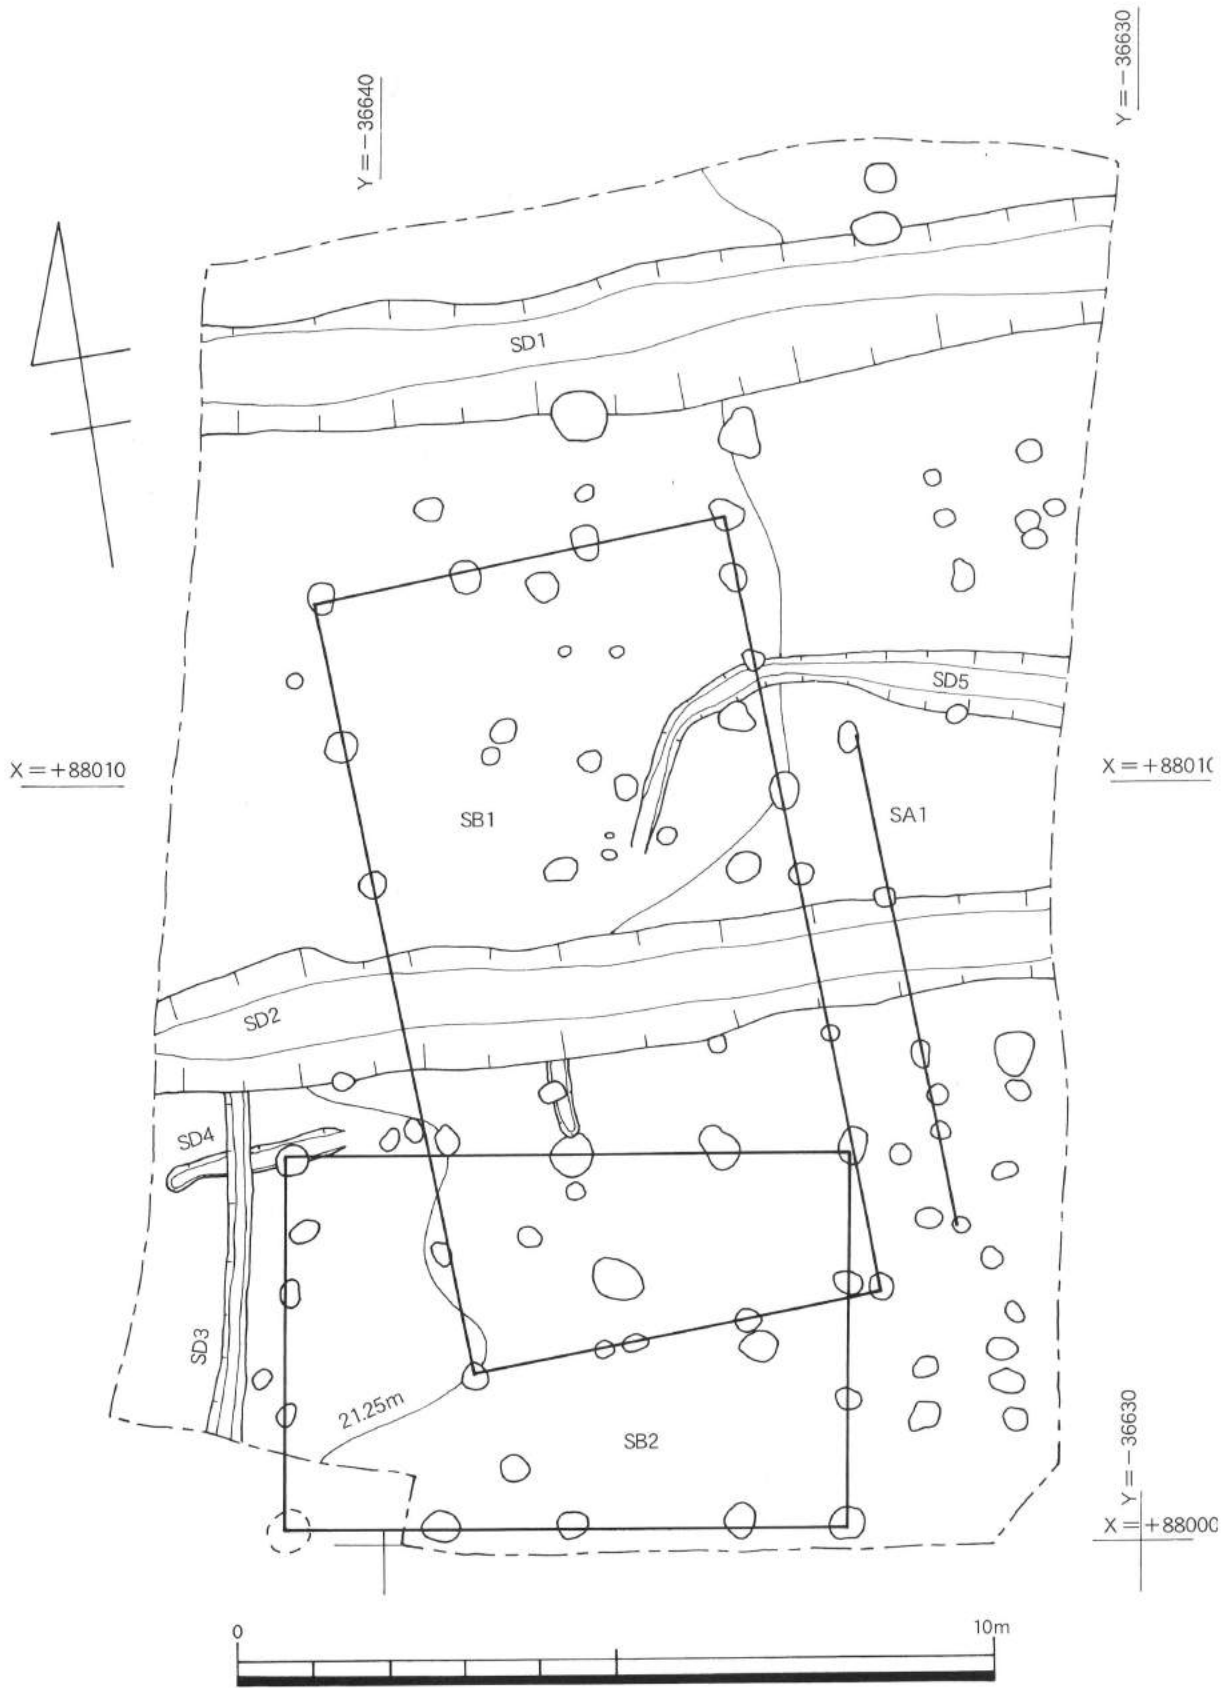 Y=-36640
Y=-36630
SD1
SD5
X=+88010
X=+8801(
SB1
SA1
SD2
SD4
SD3
21.25m
SB2
Y=-36630
X=+88000
0
10m